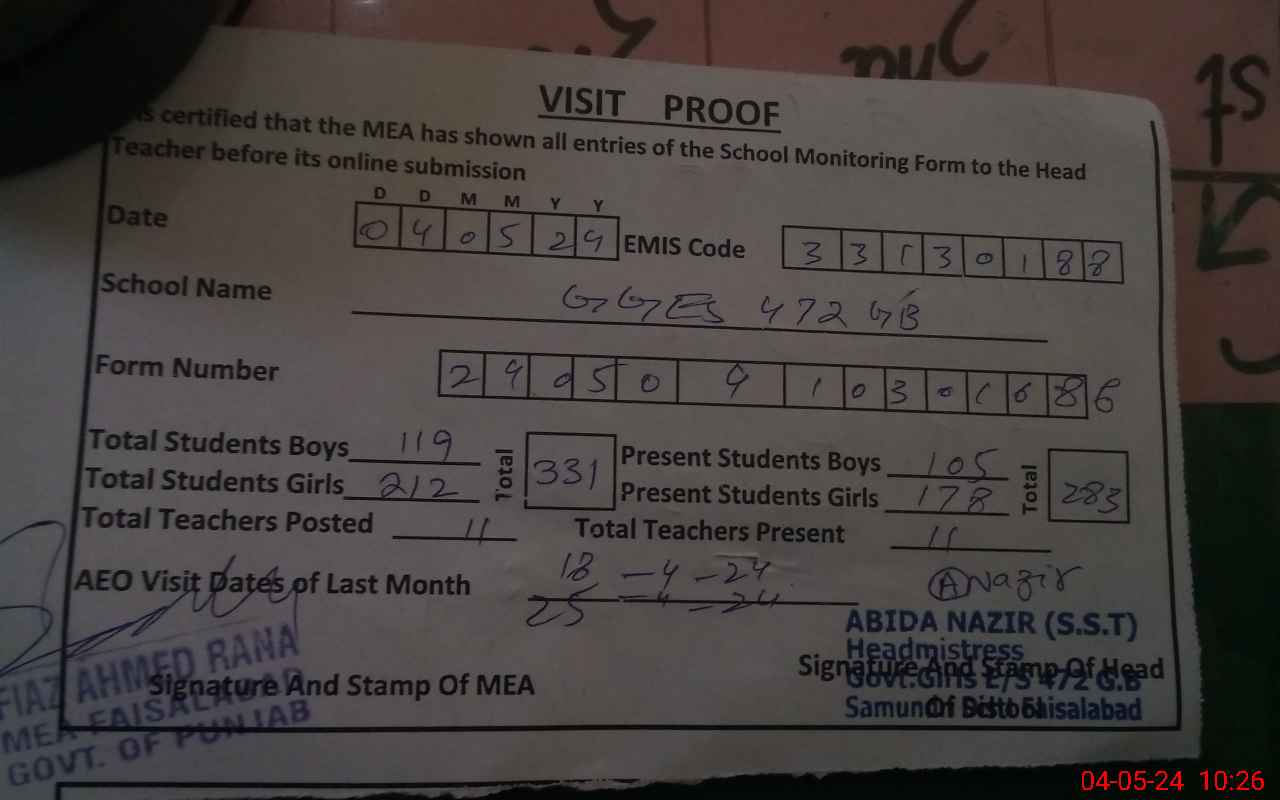 VISIT PROOF
is certified that the MEA has shown all entries of the School Monitoring Form to the Head
Teacher before its online submission
D D M M Y Y
Date 0 4 0 5 2 4 EMIS Code 3 3 1 3 0 1 8 8
School Name GGES 472 GB
Form Number 2 4 0 5 0 4 1 0 3 0 1 6 8 6
Total Students Boys 119 Total 331 Present Students Boys 105 Total 283
Total Students Girls 212 Present Students Girls 178
Total Teachers Posted 11 Total Teachers Present 11
AEO Visit Dates of Last Month 18 - 4 - 24
25 - 4 - 24
ANazir
ABIDA NAZIR (S.S.T)
Headmistress
Signature And Stamp Of Head
Govt.Girls E/S 472 G.B
Of School
Samundri Distt Faisalabad
Signature And Stamp Of MEA
FIAZ AHMED RANA
MEA FAISALABAD
GOVT. OF PUNJAB
04-05-24 10:26